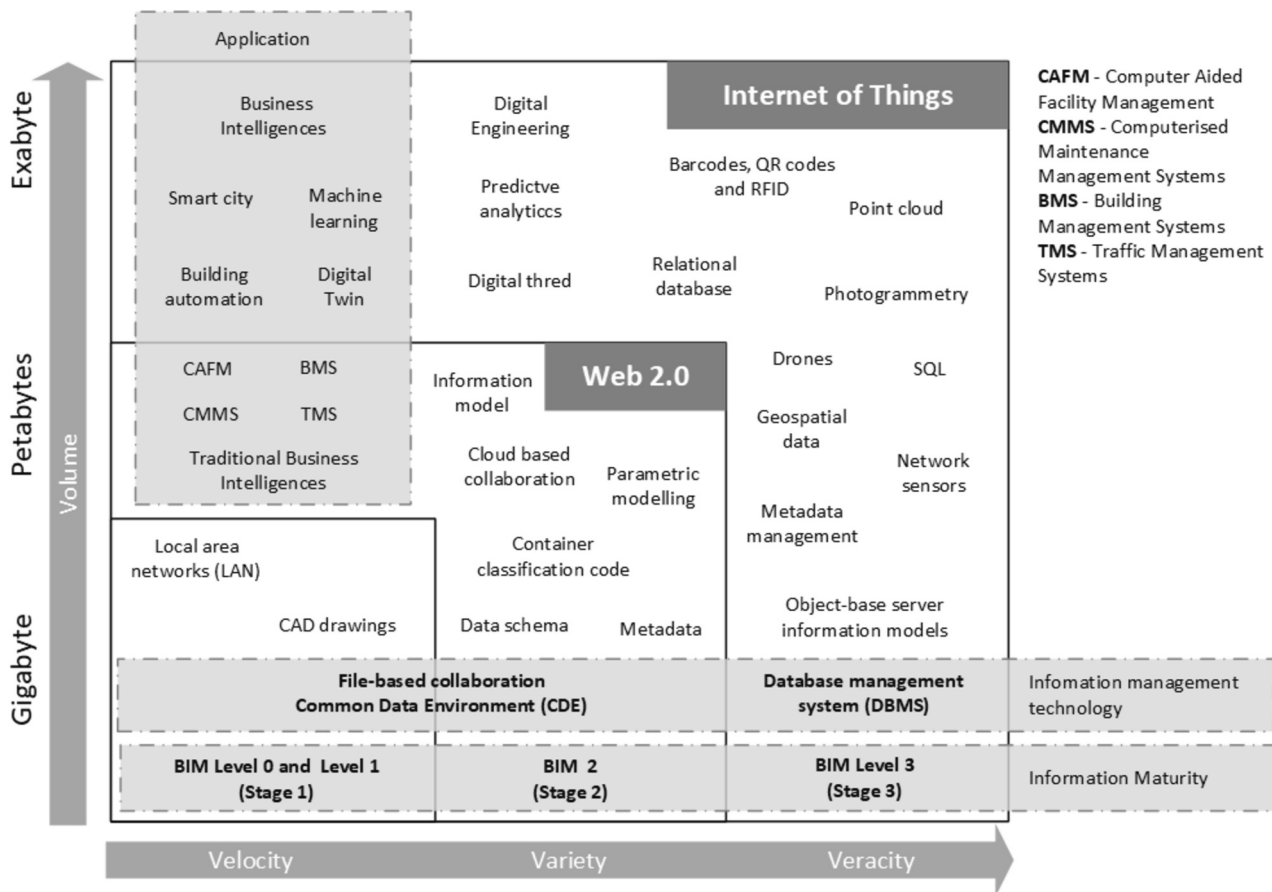 Application
Business
Intelligences
Smart city
Machine
learning
Building
automation
Digital
Twin
CAFM
BMS
CMMS
TMS
Traditional Business
Intelligences
Digital
Engineering
Predictve
analyticcs
Digital thred
Internet of Things
Barcodes, QR codes
and RFID
Point cloud
Relational
database
Photogrammetry
Drones
SQL
Geospatial
data
Network
sensors
Metadata
management
Object-base server
information models
Web 2.0
Information
model
Cloud based
collaboration
Parametric
modelling
Container
classification code
Data schema
Metadata
Local area
networks (LAN)
CAD drawings
File-based collaboration
Common Data Environment (CDE)
Database management
system (DBMS)
Infomation management
technology
BIM Level 0 and Level 1
(Stage 1)
BIM 2
(Stage 2)
BIM Level 3
(Stage 3)
Information Maturity
Velocity
Variety
Veracity
Exabyte
Petabytes
Gigabyte
Volume
CAFM - Computer Aided
Facility Management
CMMS - Computerised
Maintenance
Management Systems
BMS - Building
Management Systems
TMS - Traffic Management
Systems